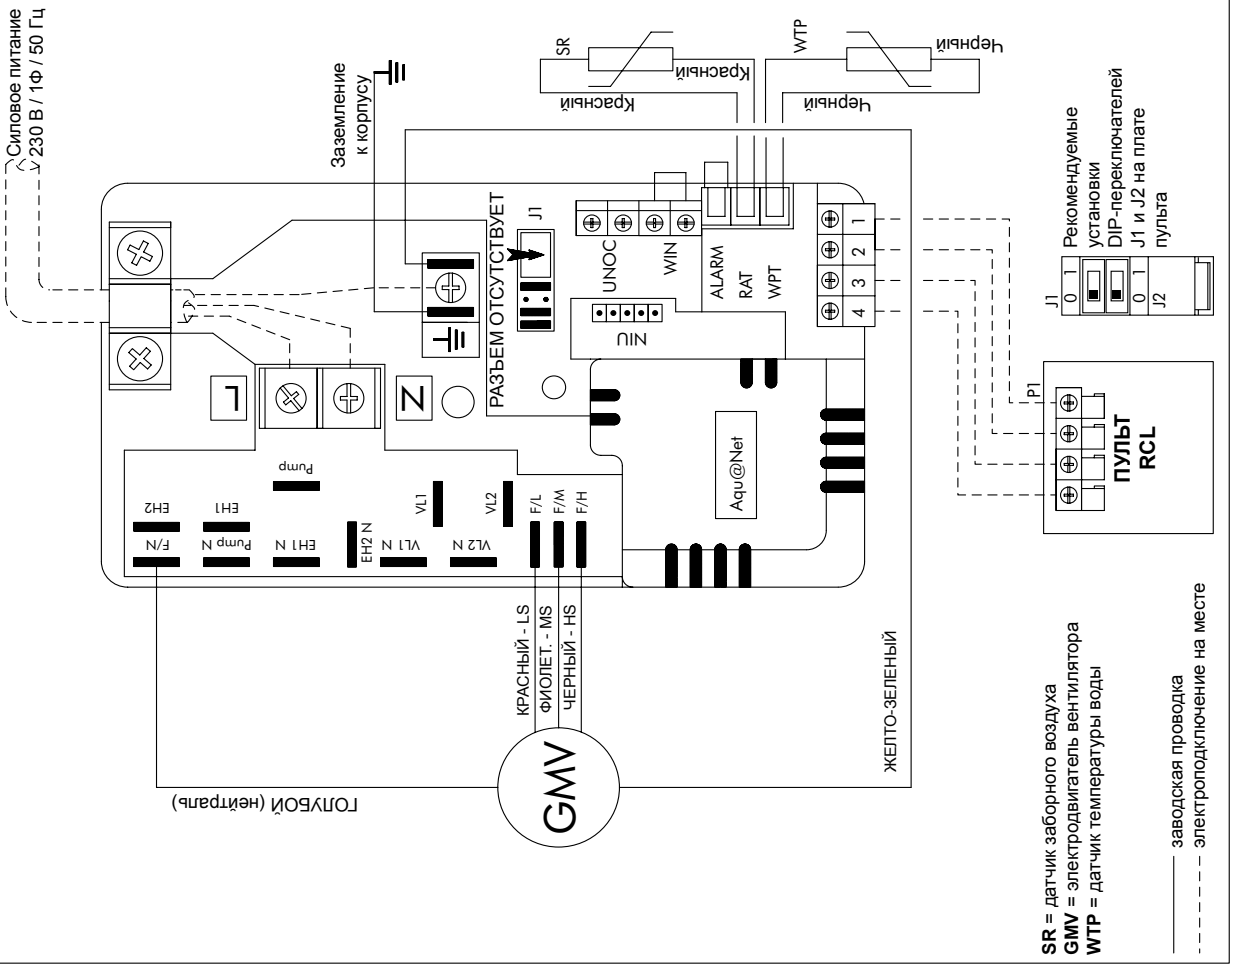 Силовое питание
230 В / 1Ф / 50 Гц
Заземление
к корпусу
SR
Красный
Красный
WTP
Черный
Черный
L
N
РАЗЪЕМ ОТСУТСТВУЕТ
J1
UNOC
WIN
ALARM
RAT
WPT
NIU
1
2
3
4
Aqu@Net
EH2
F/N
EH1
Pump N
Pump
EH1 N
EH2 N
VL1
VL1 N
VL2
VL2 N
F/L
F/M
F/H
КРАСНЫЙ - LS
ФИОЛЕТ. - MS
ЧЕРНЫЙ - HS
GMV
ГОЛУБОЙ (нейтраль)
ЖЕЛТО-ЗЕЛЕНЫЙ
P1
ПУЛЬТ
RCL
J1
0 1
0 1
J2
Рекомендуемые
установки
DIP-переключателей
J1 и J2 на плате
пульта
SR = датчик заборного воздуха
GMV = электродвигатель вентилятора
WTP = датчик температуры воды
заводская проводка
электроподключение на месте